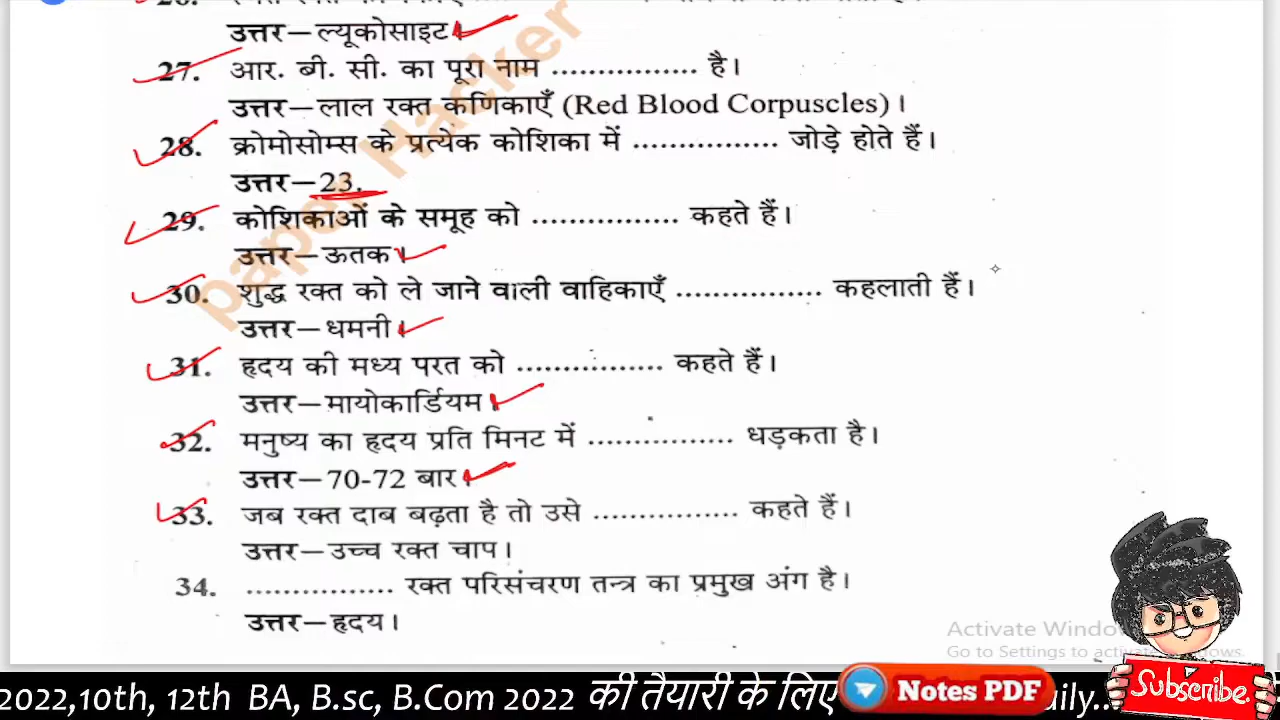 उत्तर–ल्यूकोसाइट।
27. आर. बी. सी. का पूरा नाम ................ है।
उत्तर–लाल रक्त कणिकाएँ (Red Blood Corpuscles)।
28. क्रोमोसोम्स के प्रत्येक कोशिका में ................ जोड़े होते हैं।
उत्तर–23.
29. कोशिकाओं के समूह को ................ कहते हैं।
उत्तर–ऊतक।
30. शुद्ध रक्त को ले जाने वाली वाहिकाएँ ................ कहलाती हैं।
उत्तर–धमनी।
31. हृदय की मध्य परत को ................ कहते हैं।
उत्तर–मायोकार्डियम।
32. मनुष्य का हृदय प्रति मिनट में ................ धड़कता है।
उत्तर–70-72 बार।
33. जब रक्त दाब बढ़ता है तो उसे ................ कहते हैं।
उत्तर–उच्च रक्त चाप।
34. ................ रक्त परिसंचरण तन्त्र का प्रमुख अंग है।
उत्तर–हृदय।
paper Hacker
Activate Windo
Go to Settings to activate Windows.
2022,10th, 12th BA, B.sc, B.Com 2022 की तैयारी के लिए
Notes PDF
aily..
Subscribe